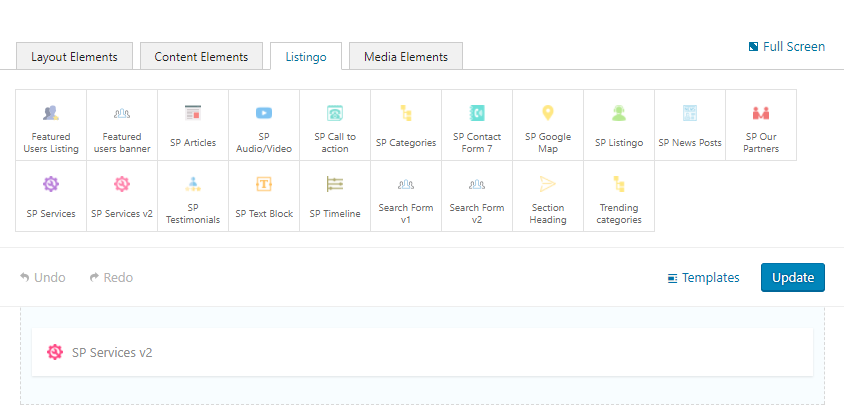 Full Screen
Layout Elements Content Elements Listingo Media Elements
Featured Users Listing
Featured users banner
SP Articles
SP Audio/Video
SP Call to action
SP Categories
SP Contact Form 7
SP Google Map
SP Listingo
SP News Posts
SP Our Partners
SP Services
SP Services v2
SP Testimonials
SP Text Block
SP Timeline
Search Form v1
Search Form v2
Section Heading
Trending categories
Undo Redo Templates Update
SP Services v2